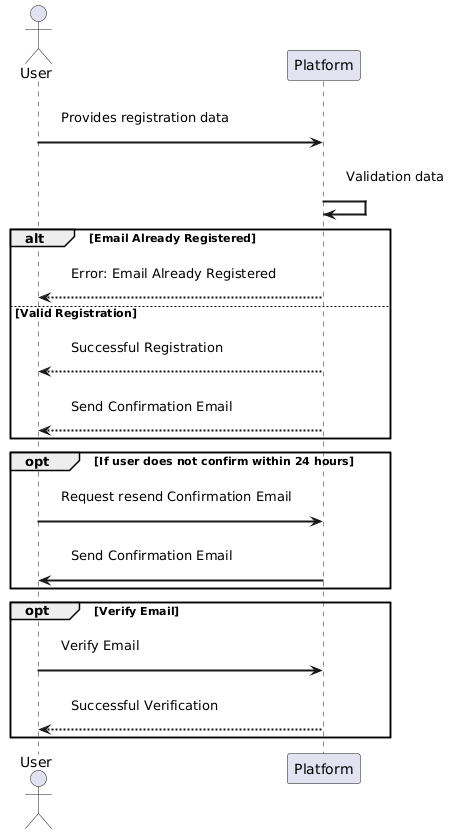 User
Platform
Provides registration data
Validation data
alt [Email Already Registered]
Error: Email Already Registered
[Valid Registration]
Successful Registration
Send Confirmation Email
opt [If user does not confirm within 24 hours]
Request resend Confirmation Email
Send Confirmation Email
opt [Verify Email]
Verify Email
Successful Verification
User
Platform